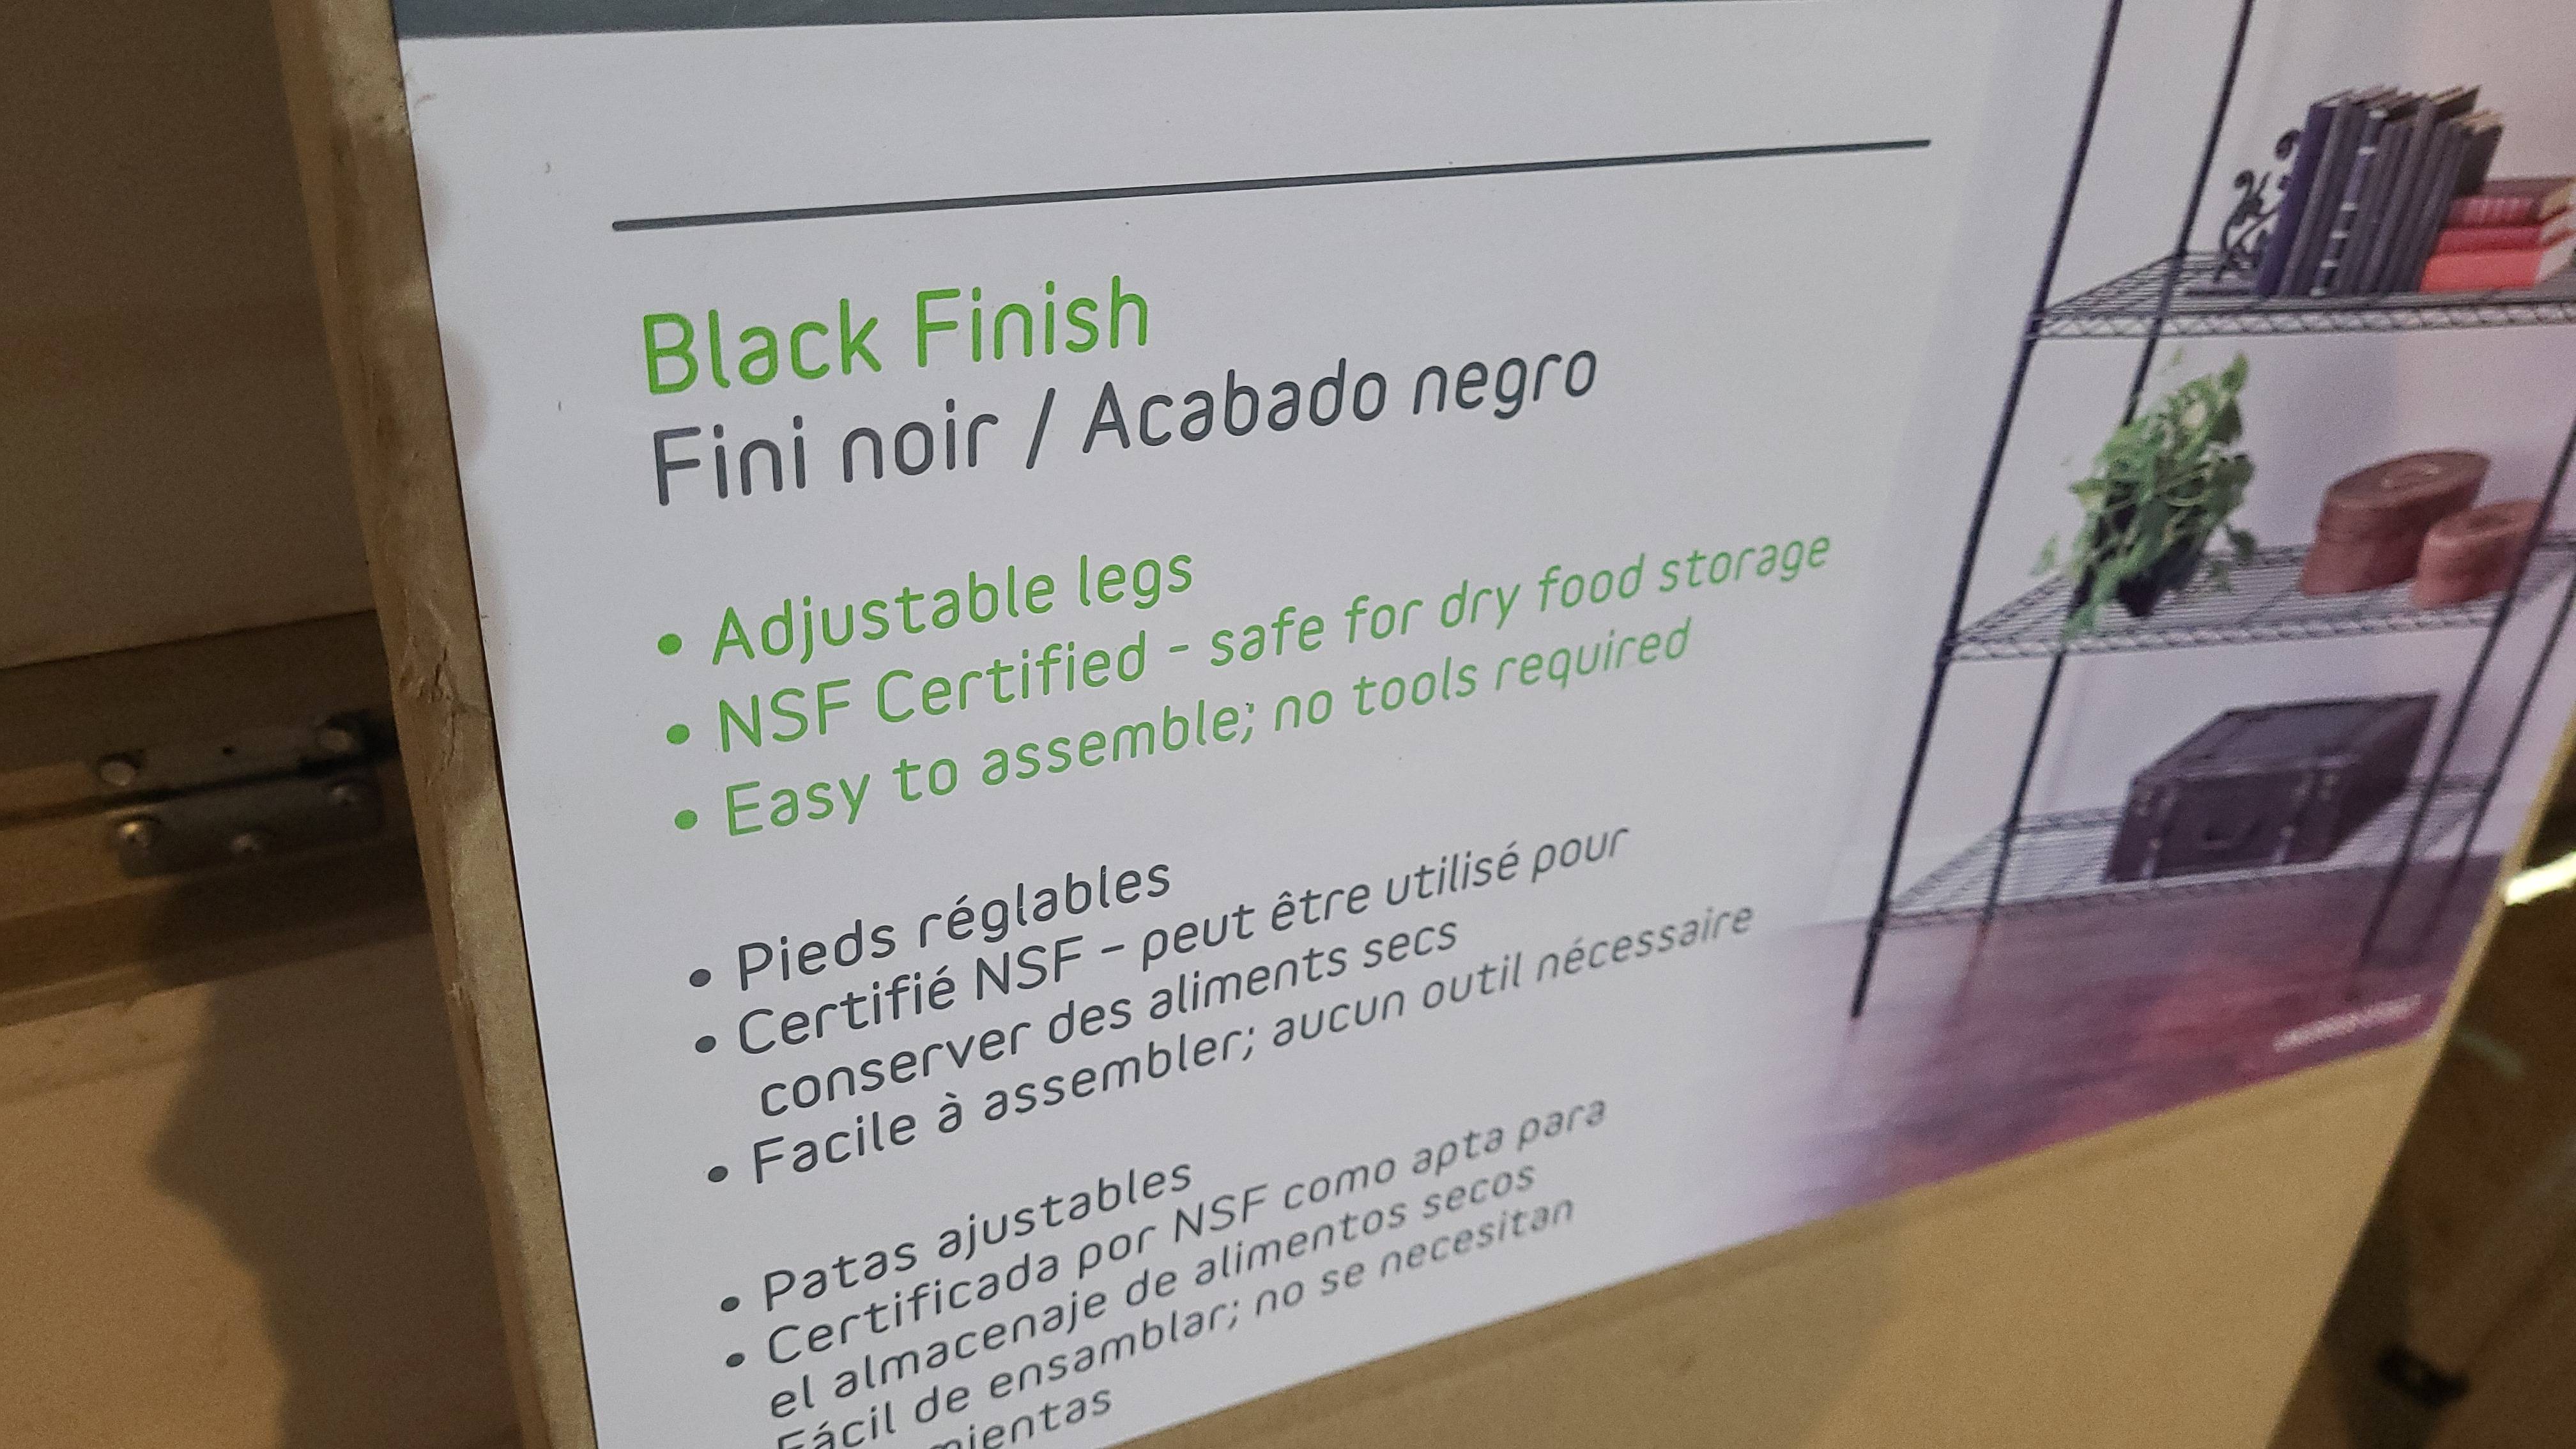 Black Finish
Fini noir / Acabado negro
• Adjustable legs
• NSF Certified - safe for dry food storage
• Easy to assemble; no tools required
• Pieds réglables
• Certifié NSF – peut être utilisé pour
conserver des aliments secs
• Facile à assembler; aucun outil nécessaire
• Patas ajustables
• Certificada por NSF como apta para
el almacenaje de alimentos secos
Fácil de ensamblar; no se necesitan
mientas